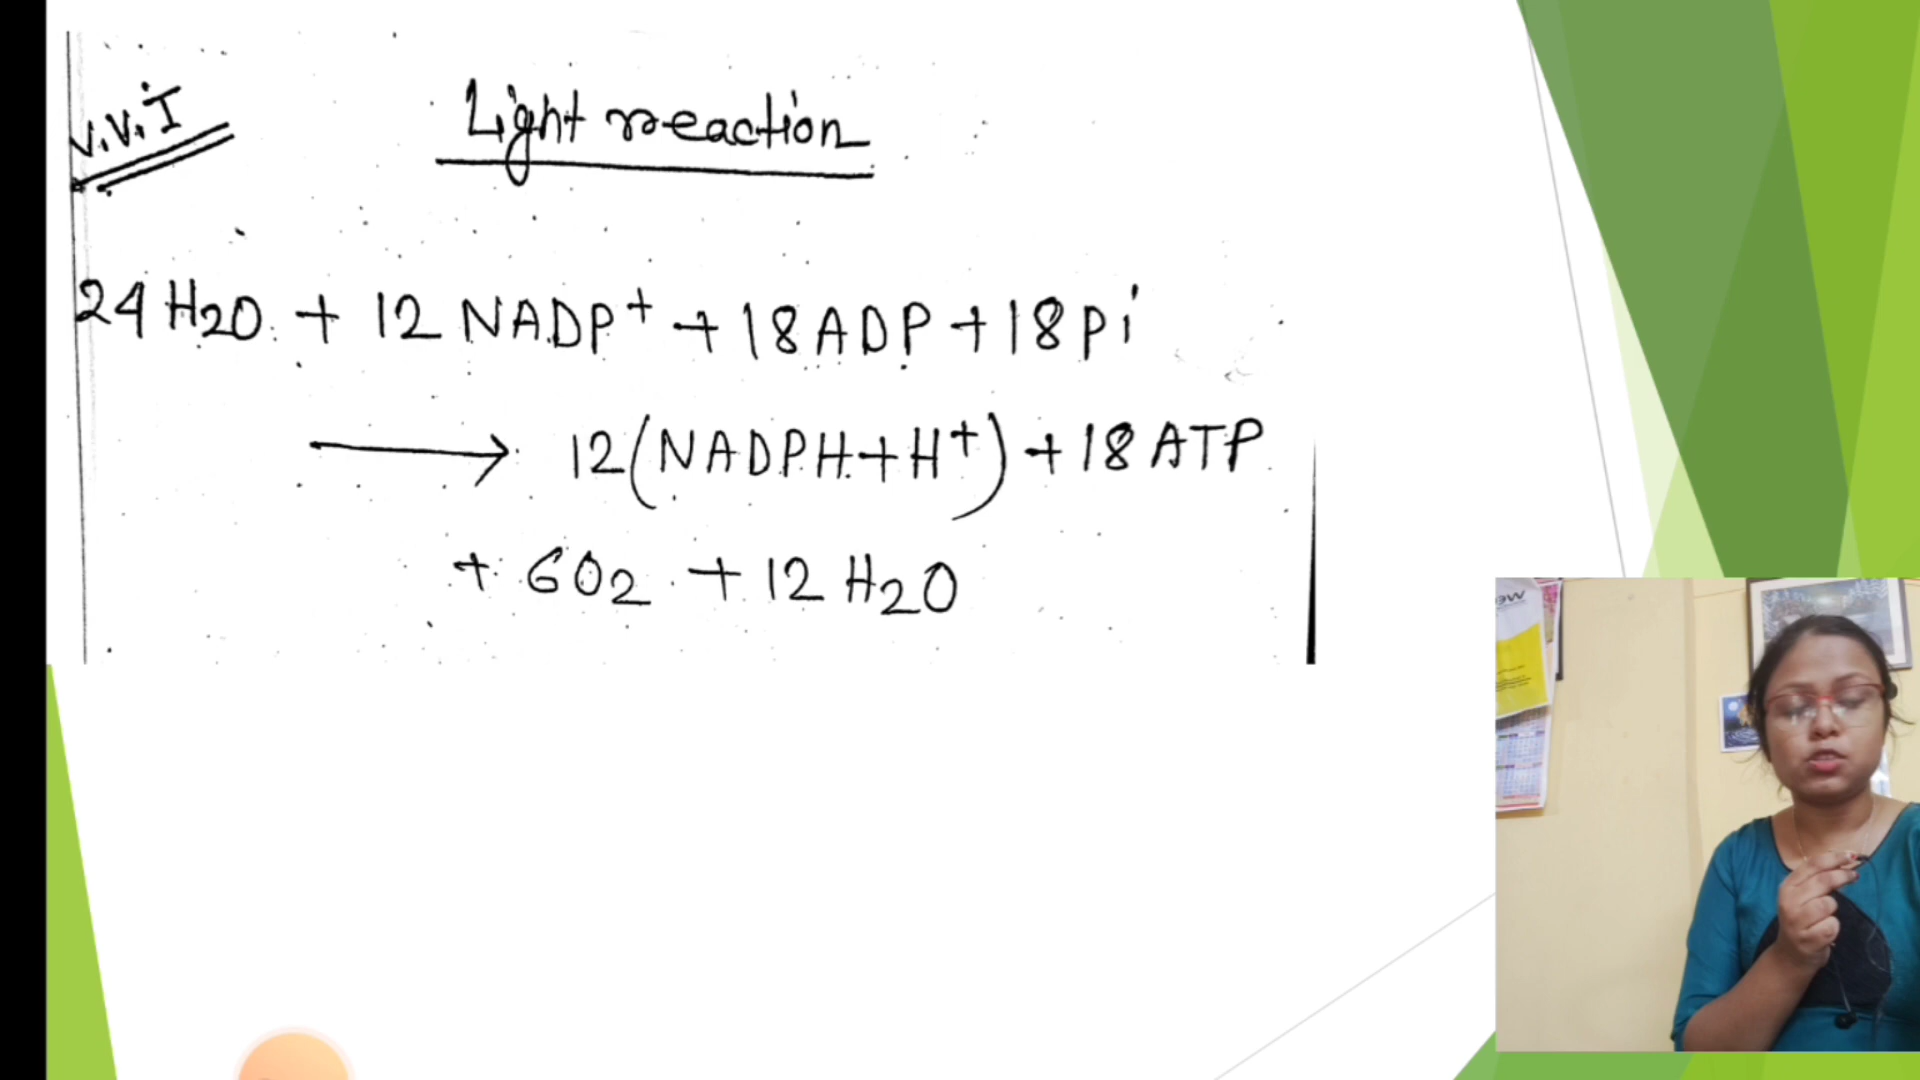 V.V.I
Light reaction
24 H2O + 12 NADP+ + 18 ADP + 18 Pi
⟶ 12 (NADPH + H+) + 18 ATP
+ 6O2 + 12 H2O